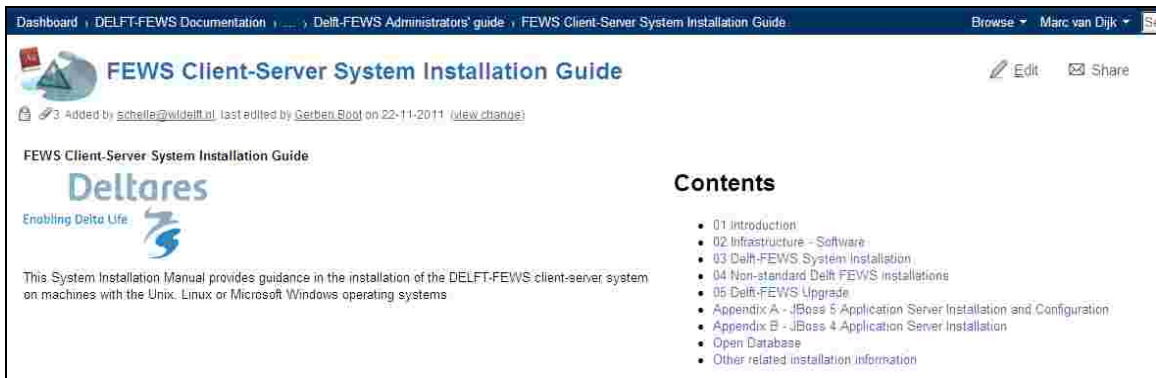 Dashboard › DELFT-FEWS Documentation › ... › Delft-FEWS Administrators' guide › FEWS Client-Server System Installation Guide Browse Marc van Dijk Se
FEWS Client-Server System Installation Guide
Edit Share
3 Added by schelle@wldelft.nl, last edited by Gerben Boot on 22-11-2011 (view change)
FEWS Client-Server System Installation Guide
Deltares
Enabling Delta Life
This System Installation Manual provides guidance in the installation of the DELFT-FEWS client-server system
on machines with the Unix, Linux or Microsoft Windows operating systems
Contents
• 01 Introduction
• 02 Infrastructure - Software
• 03 Delft-FEWS System Installation
• 04 Non-standard Delft FEWS installations
• 05 Delft-FEWS Upgrade
• Appendix A - JBoss 5 Application Server Installation and Configuration
• Appendix B - JBoss 4 Application Server Installation
• Open Database
• Other related installation information